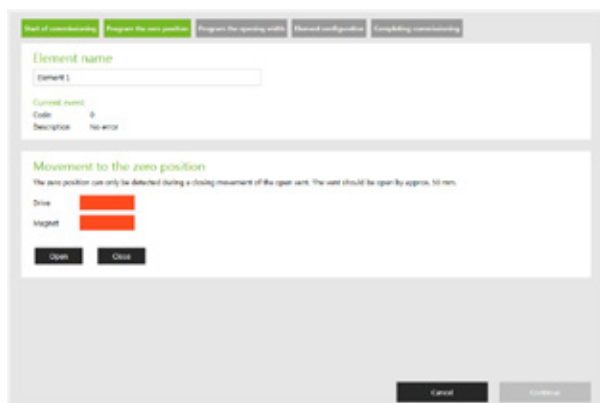 Start of commissioning
Program the zero position
Program the opening width
Element configuration
Completing commissioning
Element name
Element 1
Current event
Code: 0
Description No error
Movement to the zero position
The zero position can only be detected during a closing movement of the open vent. The vent should be open by approx. 50 mm.
Drive
Magnet
Open Close
Cancel Continue